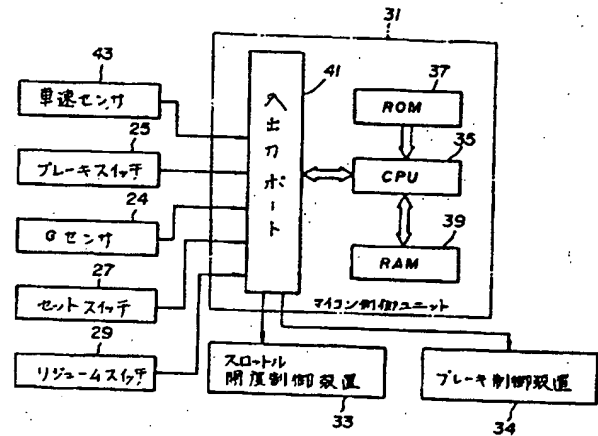 31
43
車速センサ
25
ブレーキスイッチ
24
Gセンサ
27
セットスイッチ
29
リジュームスイッチ
41
入出力ポート
37
ROM
35
CPU
39
RAM
マイコン制御ユニット
スロットル
開度制御装置
33
ブレーキ制御装置
34